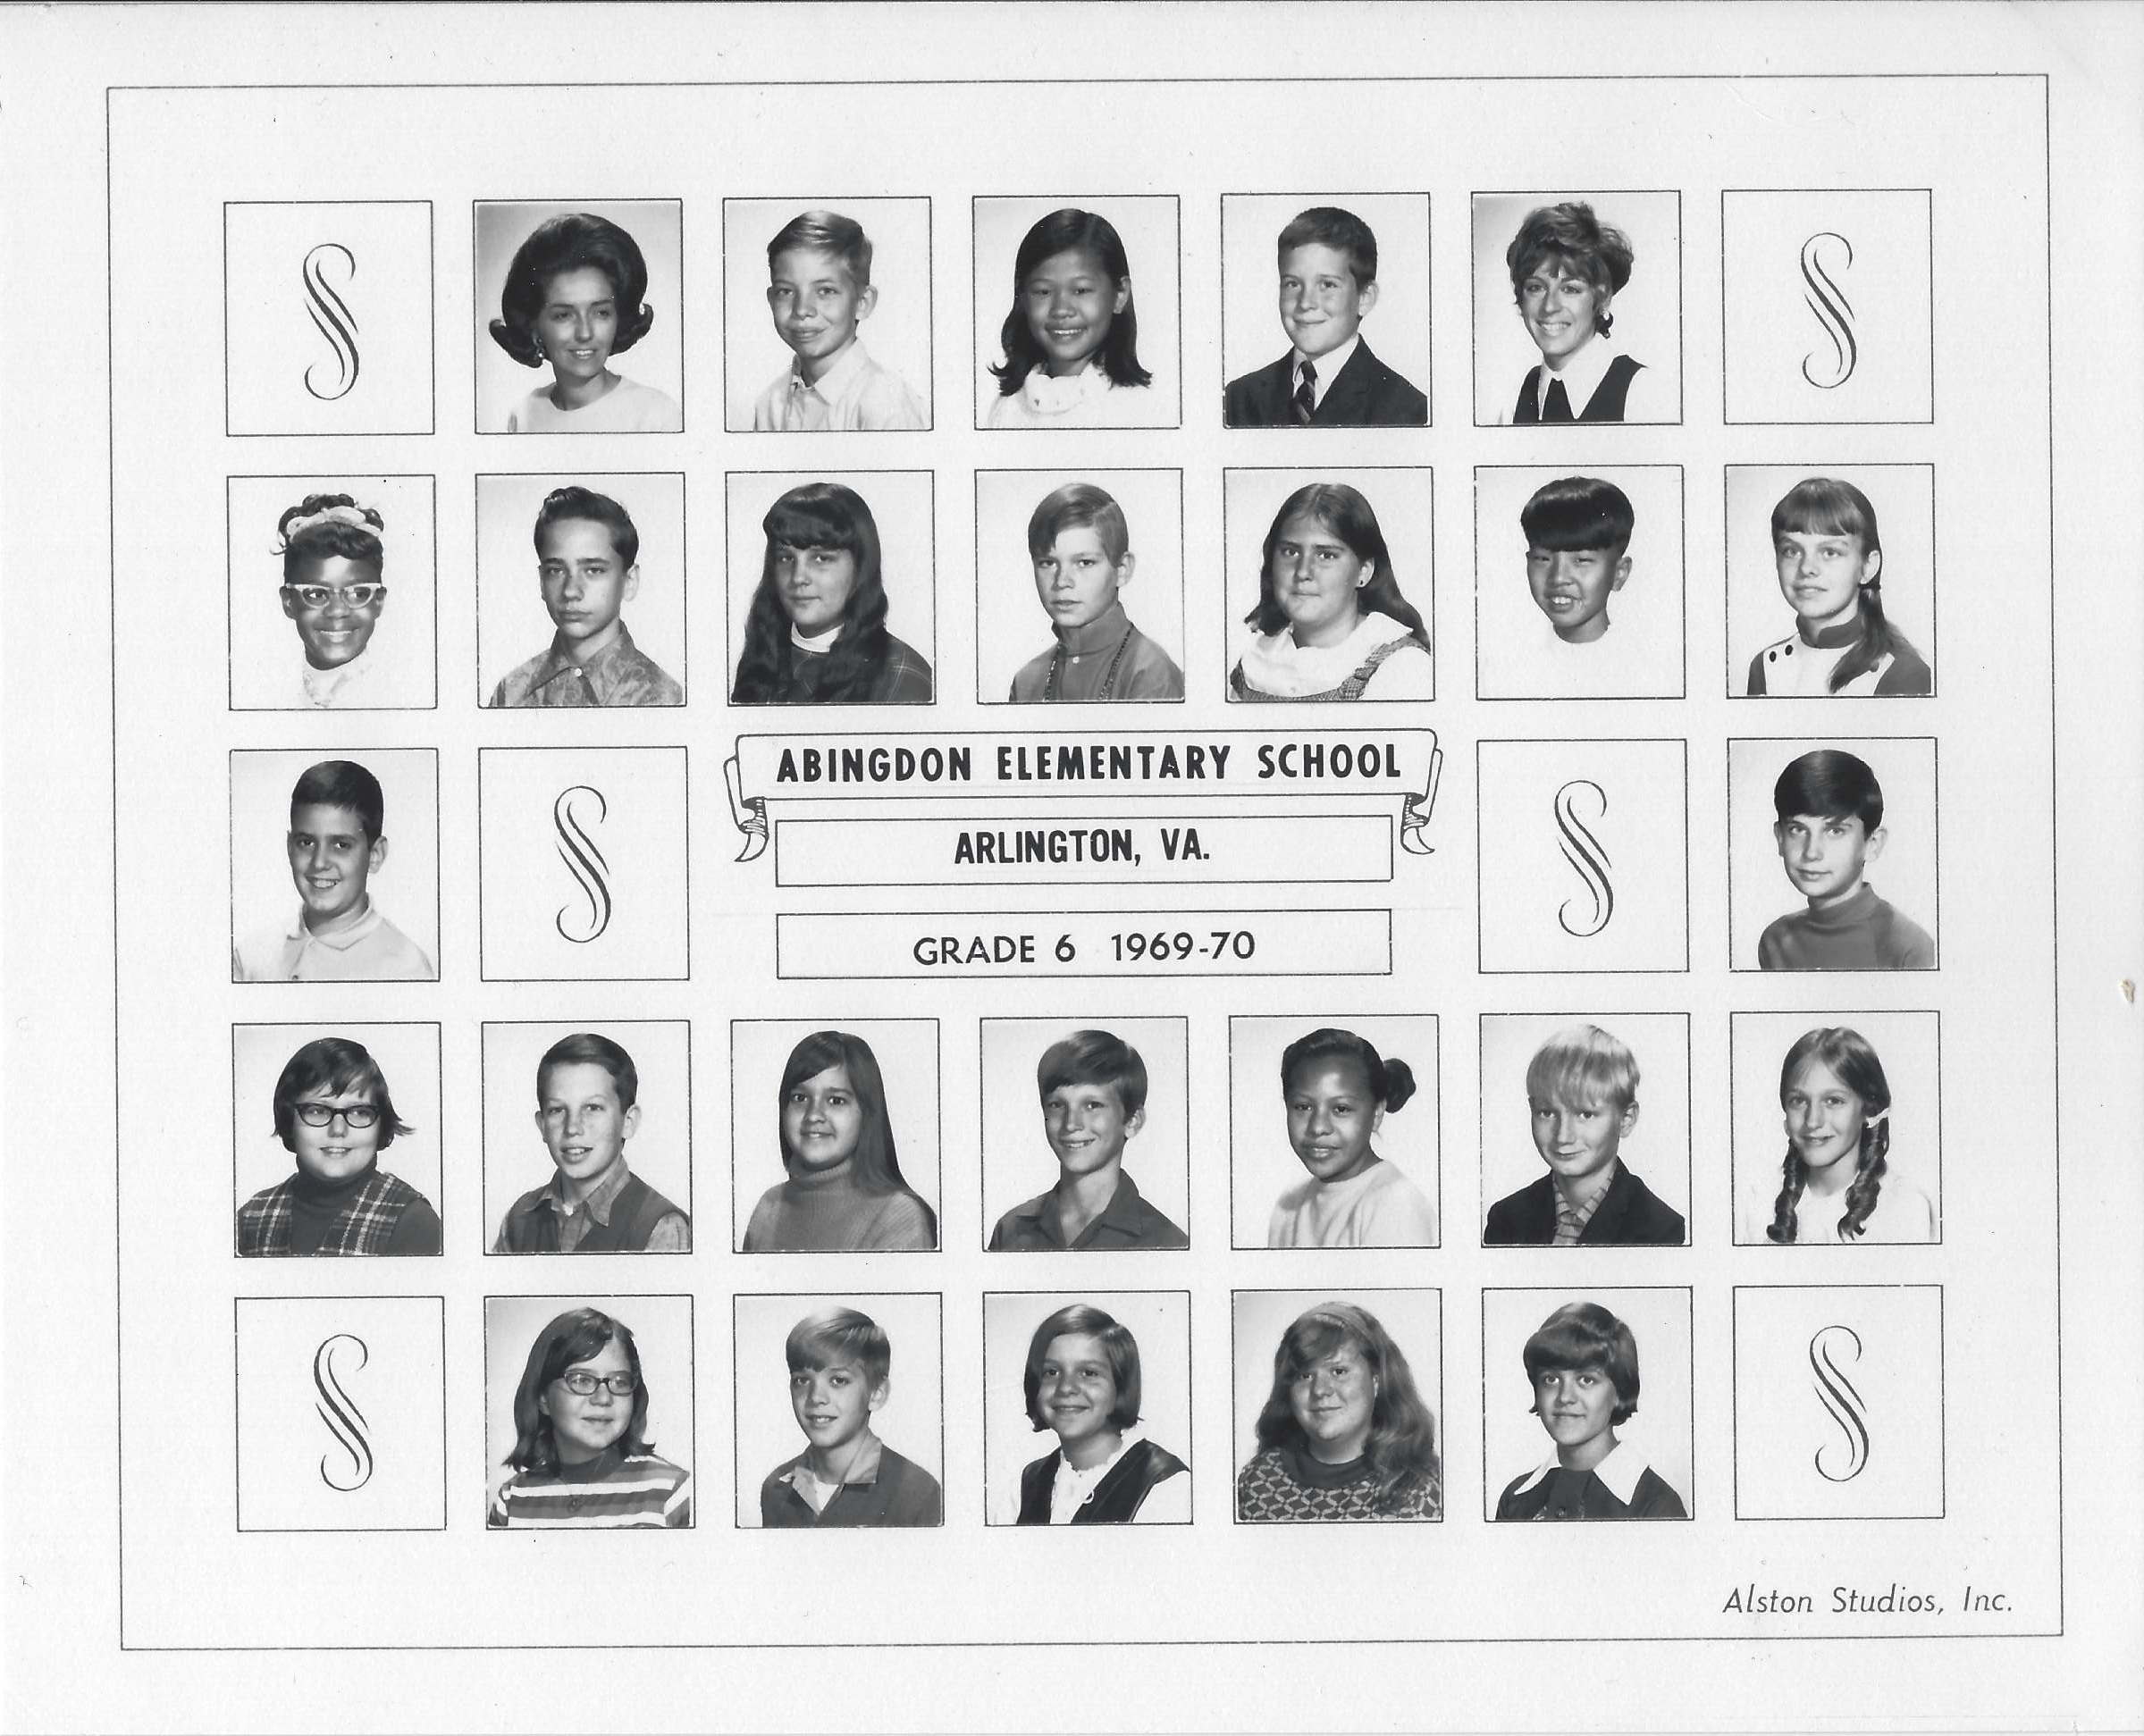 ABINGDON ELEMENTARY SCHOOL
ARLINGTON, VA.
GRADE 6 1969-70
Alston Studios, Inc.